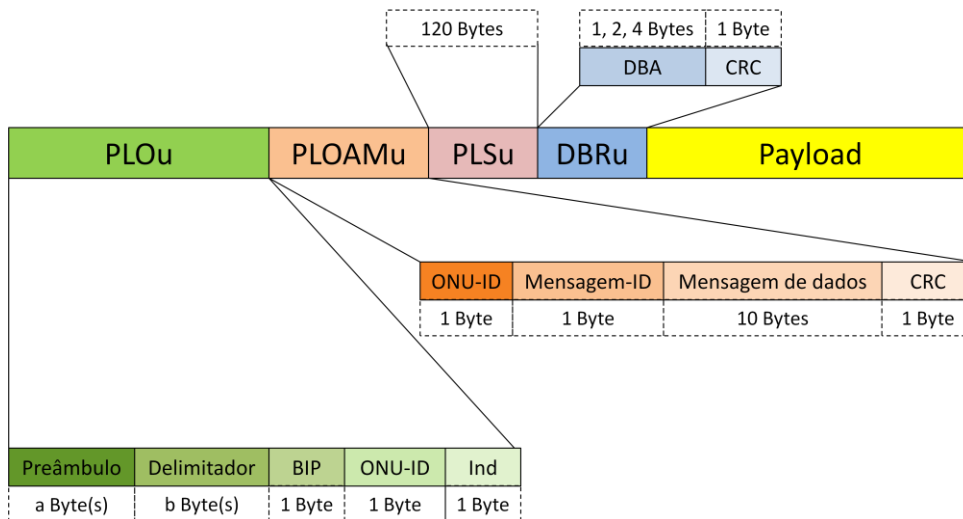 120 Bytes
1, 2, 4 Bytes 1 Byte
DBA CRC
PLOu PLOAMu PLSu DBRu Payload
ONU-ID Mensagem-ID Mensagem de dados CRC
1 Byte 1 Byte 10 Bytes 1 Byte
Preâmbulo Delimitador BIP ONU-ID Ind
a Byte(s) b Byte(s) 1 Byte 1 Byte 1 Byte